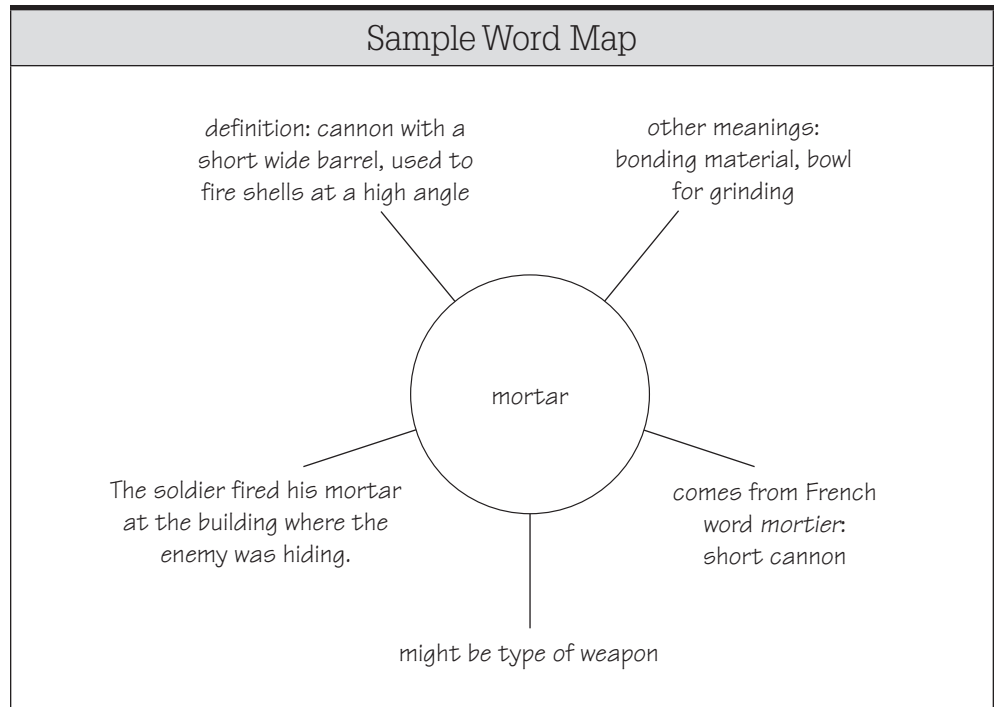 Sample Word Map
definition: cannon with a
short wide barrel, used to
fire shells at a high angle
other meanings:
bonding material, bowl
for grinding
mortar
The soldier fired his mortar
at the building where the
enemy was hiding.
comes from French
word mortier:
short cannon
might be type of weapon